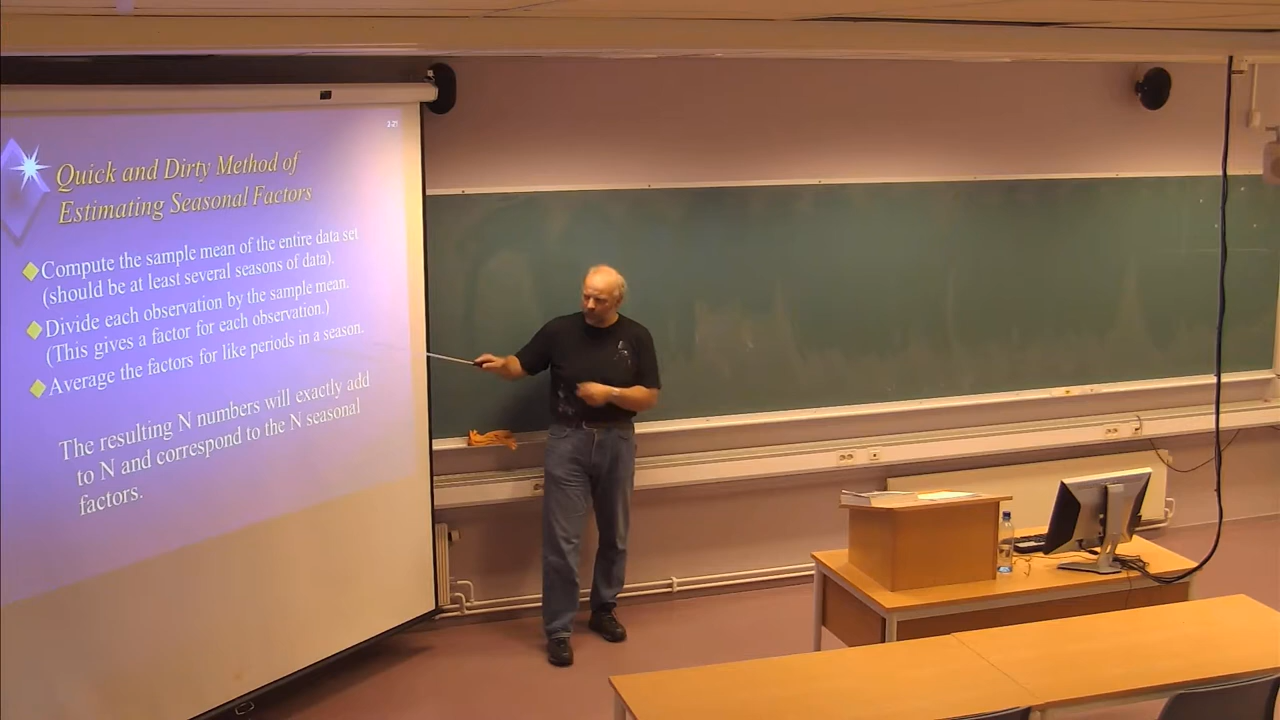 2-27
Quick and Dirty Method of
Estimating Seasonal Factors
Compute the sample mean of the entire data set
(should be at least several seasons of data).
Divide each observation by the sample mean.
(This gives a factor for each observation.)
Average the factors for like periods in a season.
The resulting N numbers will exactly add
to N and correspond to the N seasonal
factors.